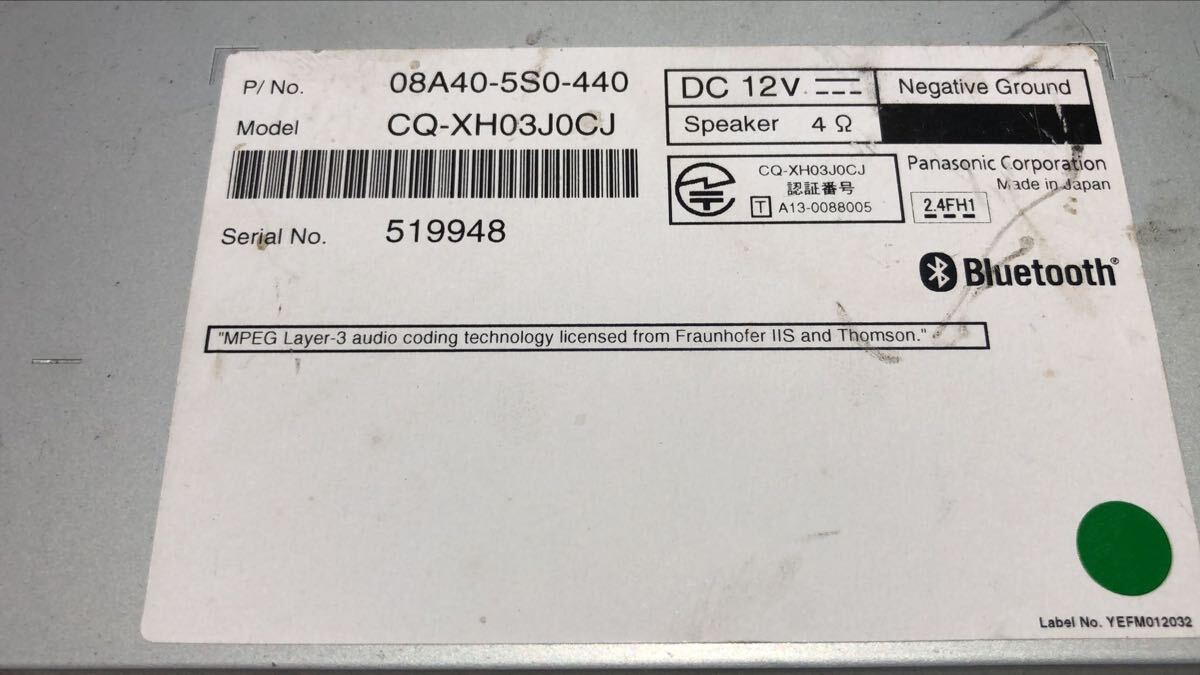 P/ No. 08A40-5S0-440
Model CQ-XH03J0CJ
Serial No. 519948
DC 12V
Negative Ground
Speaker 4 Ω
CQ-XH03J0CJ
認証番号
T A13-0088005
Panasonic Corporation
Made in Japan
2.4FH1
Bluetooth®
"MPEG Layer-3 audio coding technology licensed from Fraunhofer IIS and Thomson."
Label No. YEFM012032